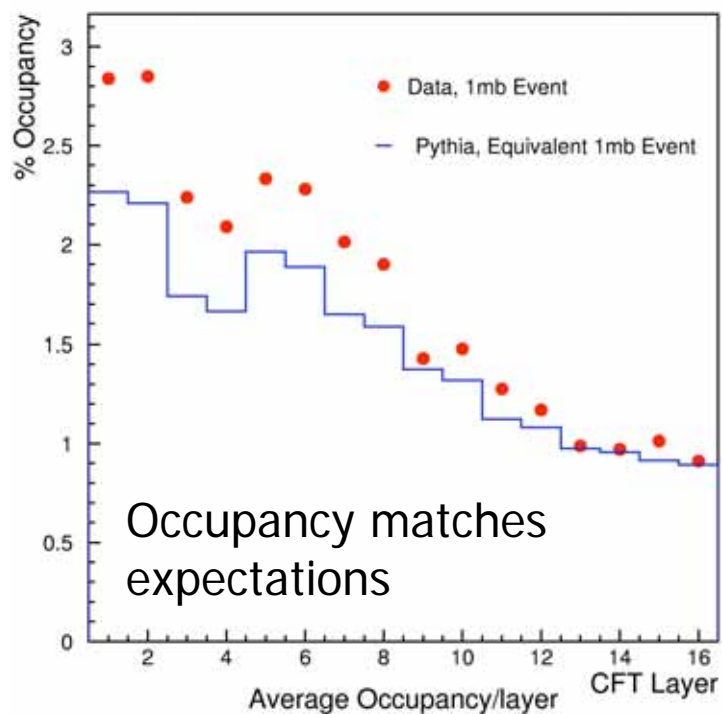 % Occupancy
3
2.5
2
1.5
1
0.5
0
Data, 1mb Event
Pythia, Equivalent 1mb Event
Occupancy matches
expectations
2 4 6 8 10 12 14 16
CFT Layer
Average Occupancy/layer